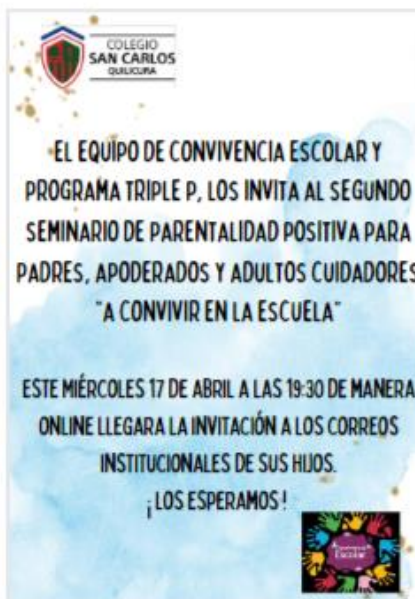 COLEGIO
SAN CARLOS
QUILICURA
EL EQUIPO DE CONVIVENCIA ESCOLAR Y
PROGRAMA TRIPLE P, LOS INVITA AL SEGUNDO
SEMINARIO DE PARENTALIDAD POSITIVA PARA
PADRES, APODERADOS Y ADULTOS CUIDADORES
"A CONVIVIR EN LA ESCUELA"
ESTE MIÉRCOLES 17 DE ABRIL A LAS 19:30 DE MANERA
ONLINE LLEGARA LA INVITACIÓN A LOS CORREOS
INSTITUCIONALES DE SUS HIJOS.
¡LOS ESPERAMOS!
Escolar